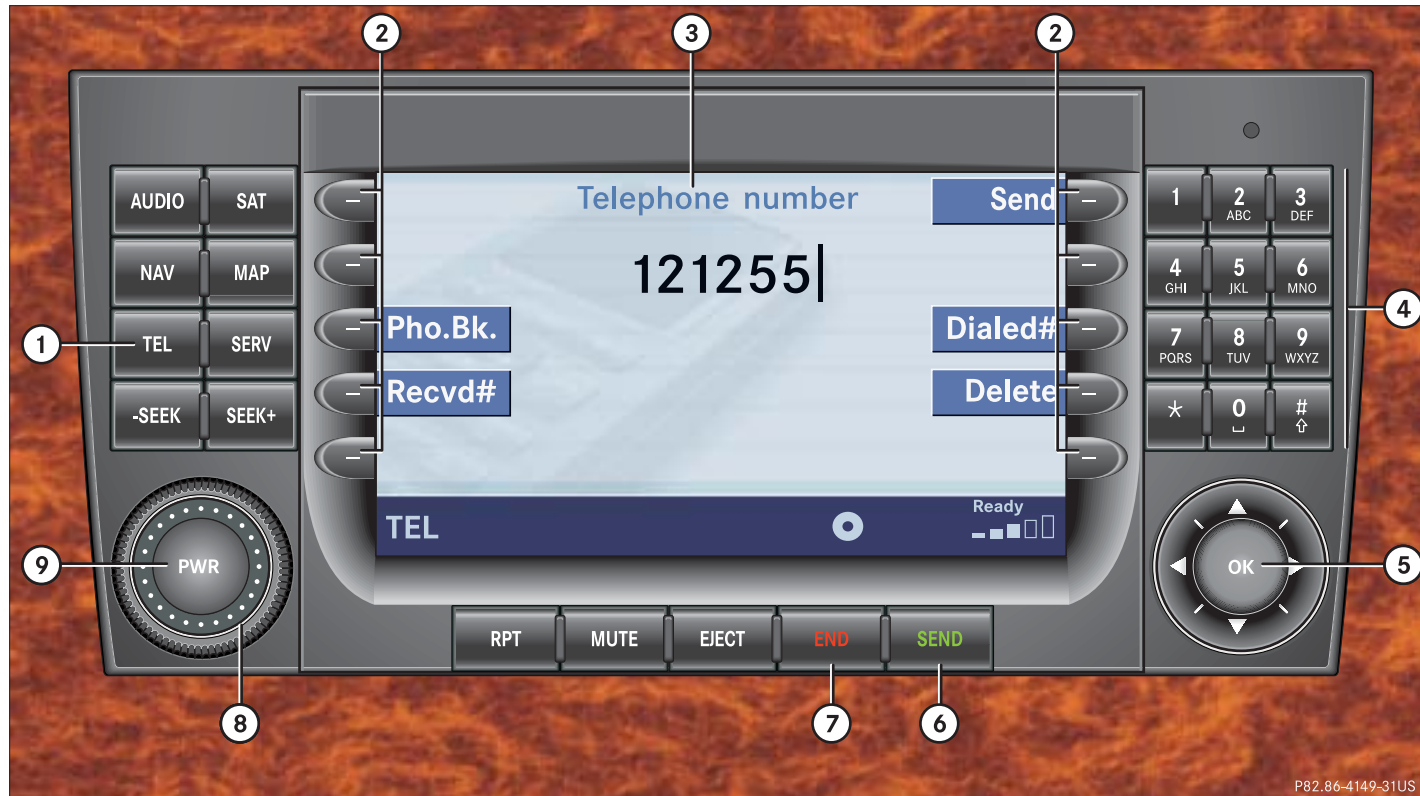 2 3 2
AUDIO SAT
NAV MAP
TEL SERV
-SEEK SEEK+
1
PWR
9
8
Telephone number
Send
121255
Pho.Bk.
Dialed#
Recvd#
Delete
TEL
Ready
RPT MUTE EJECT END SEND
7 6
1 2 ABC 3 DEF
4 GHI 5 JKL 6 MNO
7 PQRS 8 TUV 9 WXYZ
* 0 #
4
OK
5
P82.86-4149-31US